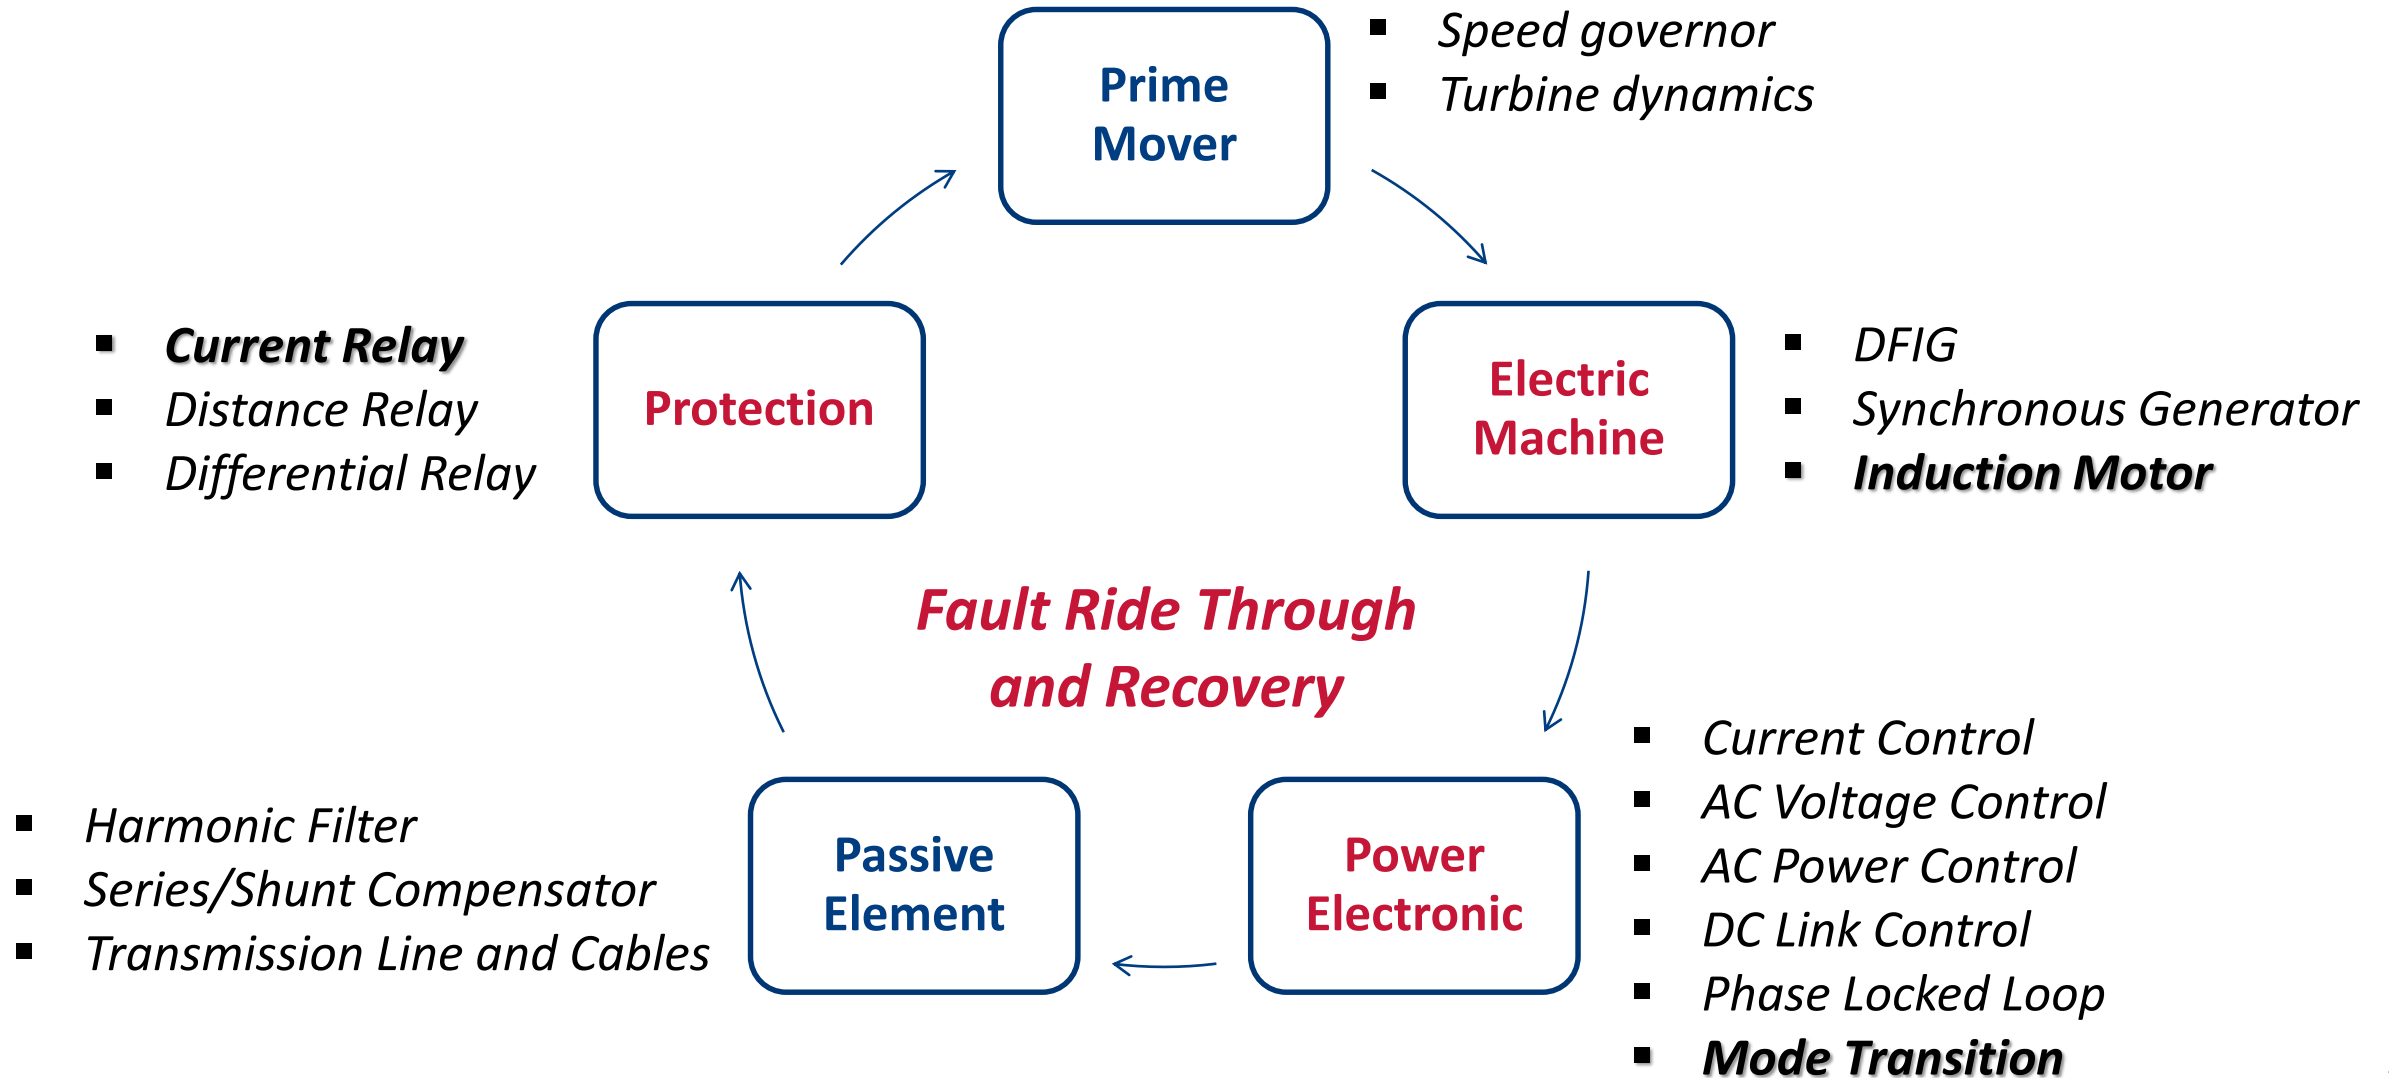 Prime
Mover
Speed governor
Turbine dynamics
Electric
Machine
DFIG
Synchronous Generator
Induction Motor
Power
Electronic
Current Control
AC Voltage Control
AC Power Control
DC Link Control
Phase Locked Loop
Mode Transition
Passive
Element
Harmonic Filter
Series/Shunt Compensator
Transmission Line and Cables
Protection
Current Relay
Distance Relay
Differential Relay
Fault Ride Through
and Recovery